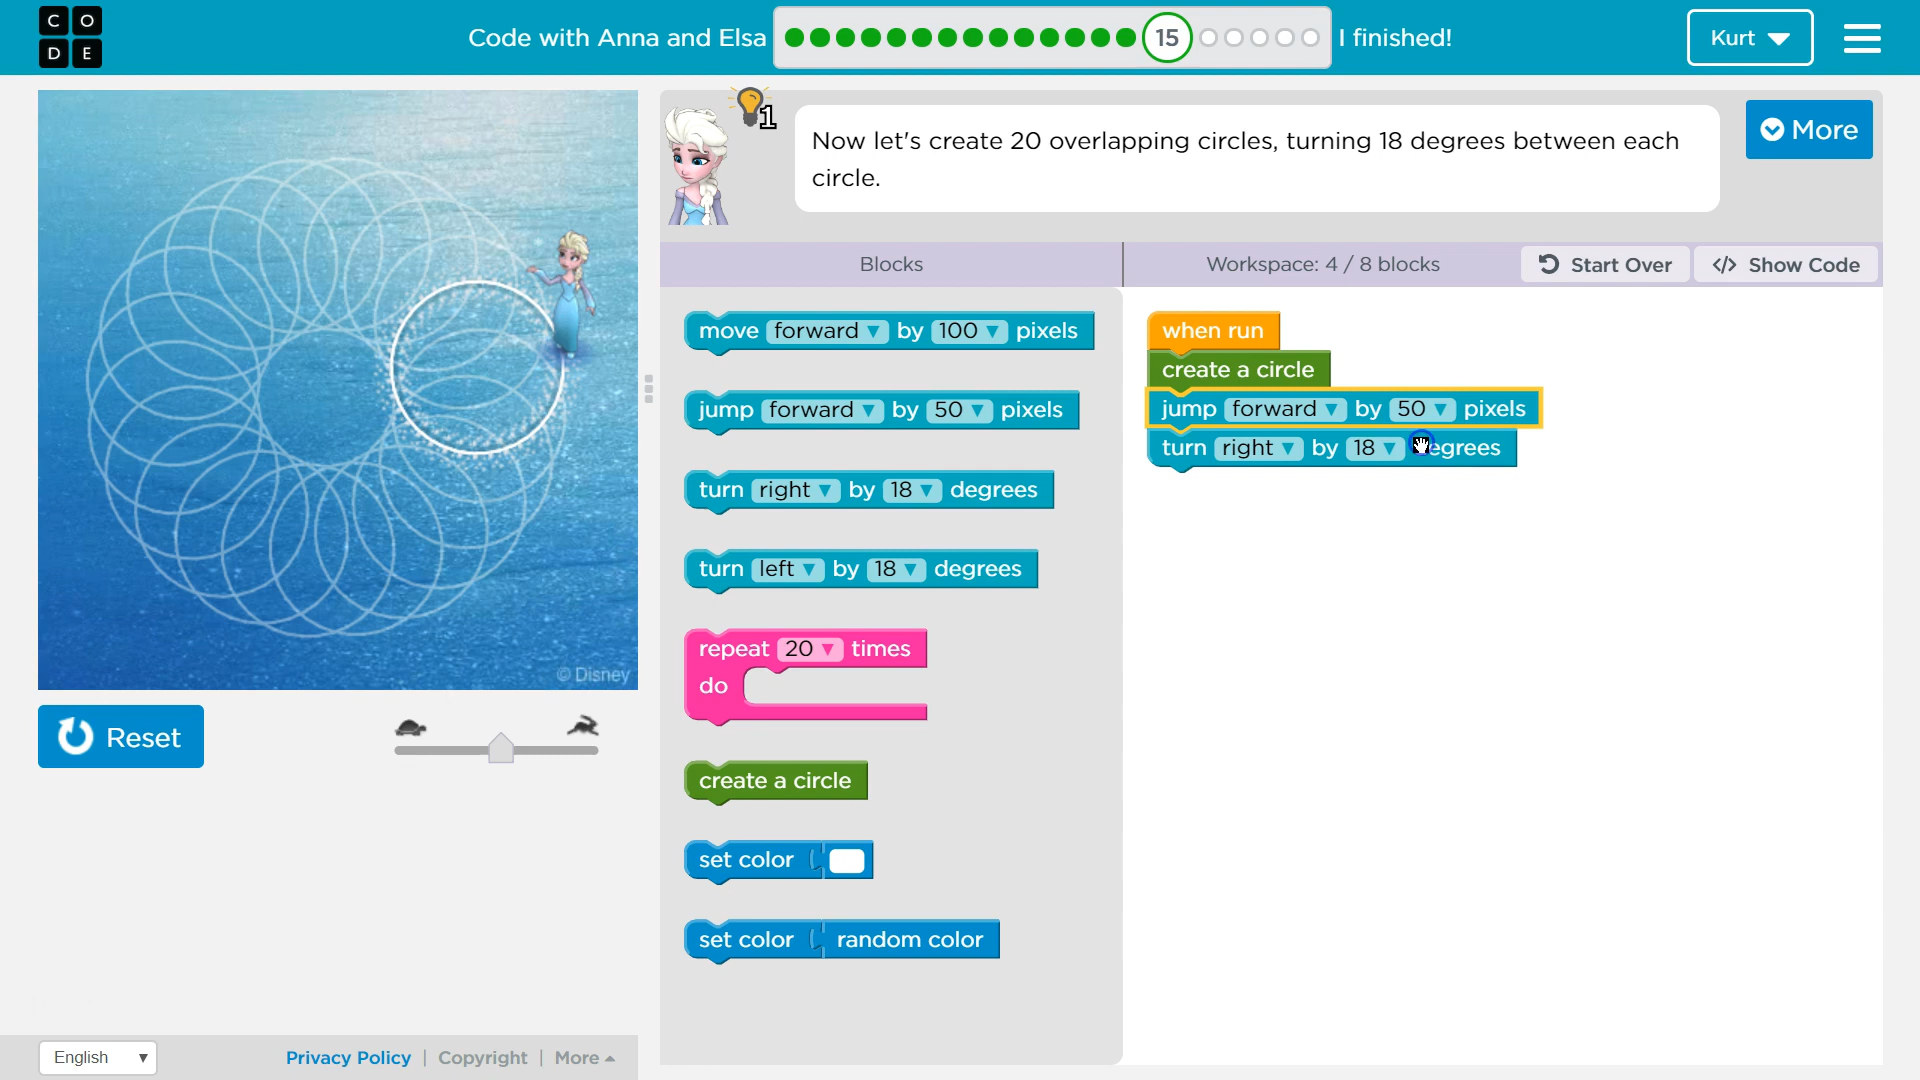 C O
D E
Code with Anna and Elsa
15
I finished!
Kurt
1
Now let's create 20 overlapping circles, turning 18 degrees between each
circle.
More
Blocks
Workspace: 4 / 8 blocks
Start Over
</> Show Code
move forward by 100 pixels
jump forward by 50 pixels
turn right by 18 degrees
turn left by 18 degrees
repeat 20 times
do
create a circle
set color
set color random color
when run
create a circle
jump forward by 50 pixels
turn right by 18 degrees
© Disney
Reset
English
Privacy Policy | Copyright | More